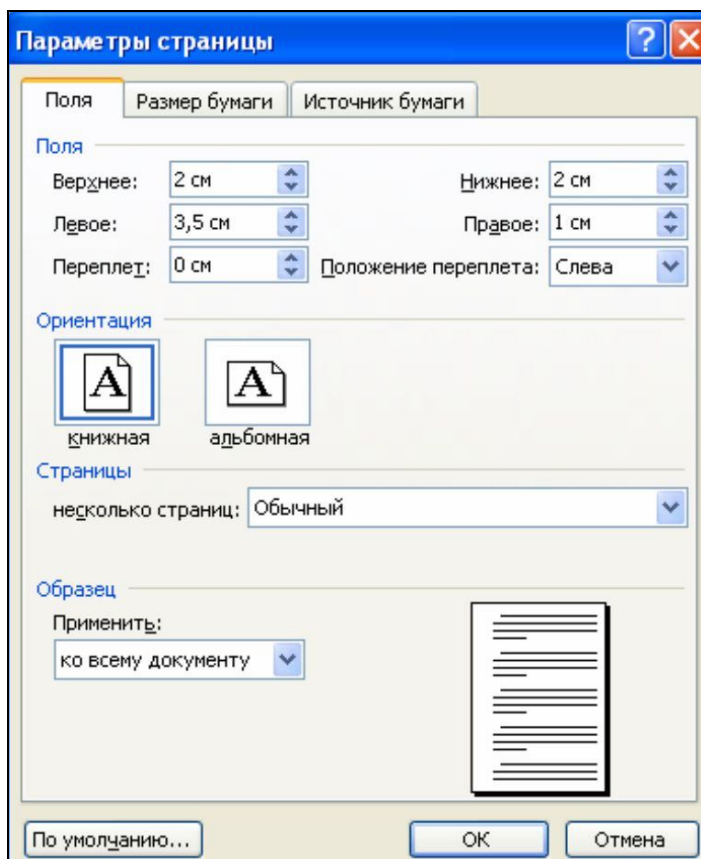 Параметры страницы
Поля Размер бумаги Источник бумаги
Поля
Верхнее: 2 см Нижнее: 2 см
Левое: 3,5 см Правое: 1 см
Переплет: 0 см Положение переплета: Слева
Ориентация
A A
книжная альбомная
Страницы
несколько страниц: Обычный
Образец
Применить:
ко всему документу
По умолчанию... ОК Отмена